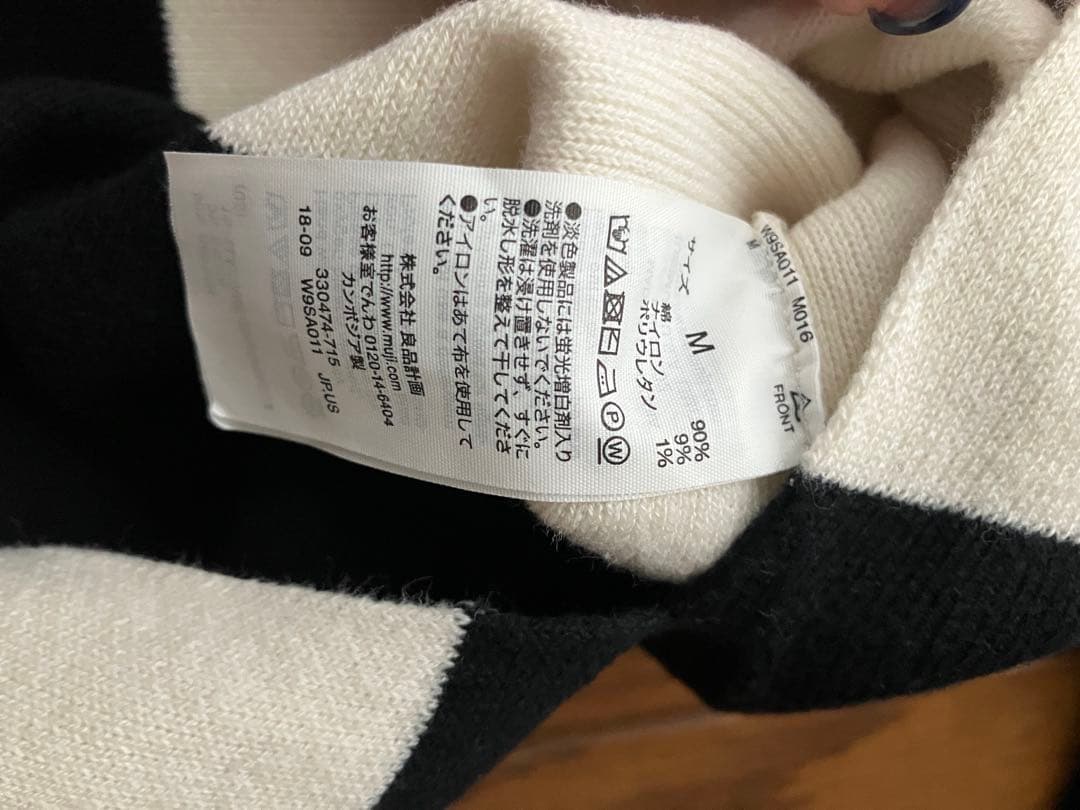 W9SA011 M016
M
FRONT
サイズ M
綿 90%
ナイロン 9%
ポリウレタン 1%
P W
●淡色製品には蛍光増白剤入り
洗剤を使用しないでください。
●洗濯は浸け置きせず、すぐに
脱水し形を整えて干してくださ
い。
●アイロンはあて布を使用して
ください。
株式会社 良品計画
http://www.muji.com
お客様室でんわ 0120-14-6404
カンボジア製
330474-715 JP,US
18-09 W9SA011